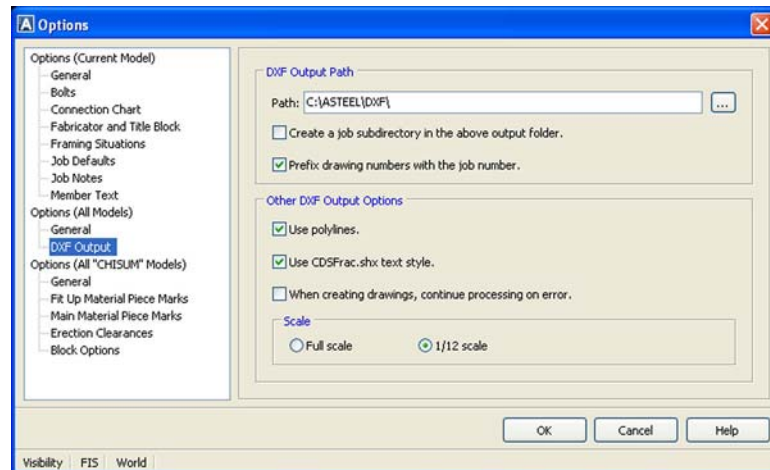 A Options
Options (Current Model)
General
Bolts
Connection Chart
Fabricator and Title Block
Framing Situations
Job Defaults
Job Notes
Member Text
Options (All Models)
General
DXF Output
Options (All "CHISUM" Models)
General
Fit Up Material Piece Marks
Main Material Piece Marks
Erection Clearances
Block Options
DXF Output Path
Path: C:\ASTEEL\DXF\ ...
Create a job subdirectory in the above output folder.
Prefix drawing numbers with the job number.
Other DXF Output Options
Use polylines.
Use CDSFrac.shx text style.
When creating drawings, continue processing on error.
Scale
Full scale 1/12 scale
OK Cancel Help
Visibility FIS World